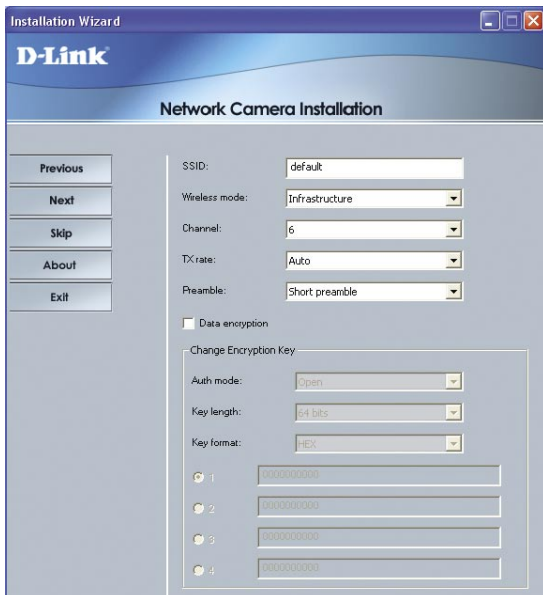 Installation Wizard
D-Link
Network Camera Installation
Previous
Next
Skip
About
Exit
SSID: default
Wireless mode: Infrastructure
Channel: 6
TX rate: Auto
Preamble: Short preamble
Data encryption
Change Encryption Key
Auth mode: Open
Key length: 64 bits
Key format: HEX
1 0000000000
2 0000000000
3 0000000000
4 0000000000